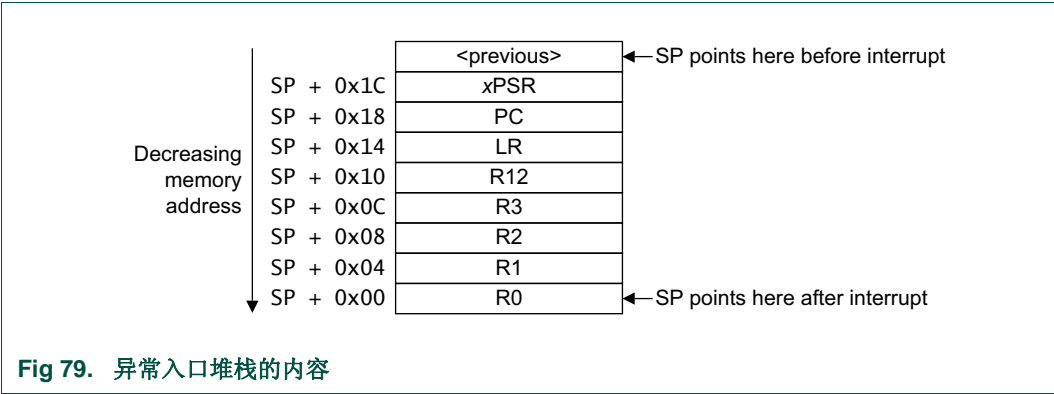 <previous> SP points here before interrupt
SP + 0x1C xPSR
SP + 0x18 PC
SP + 0x14 LR
Decreasing memory address
SP + 0x10 R12
SP + 0x0C R3
SP + 0x08 R2
SP + 0x04 R1
SP + 0x00 R0 SP points here after interrupt
Fig 79. 异常入口堆栈的内容